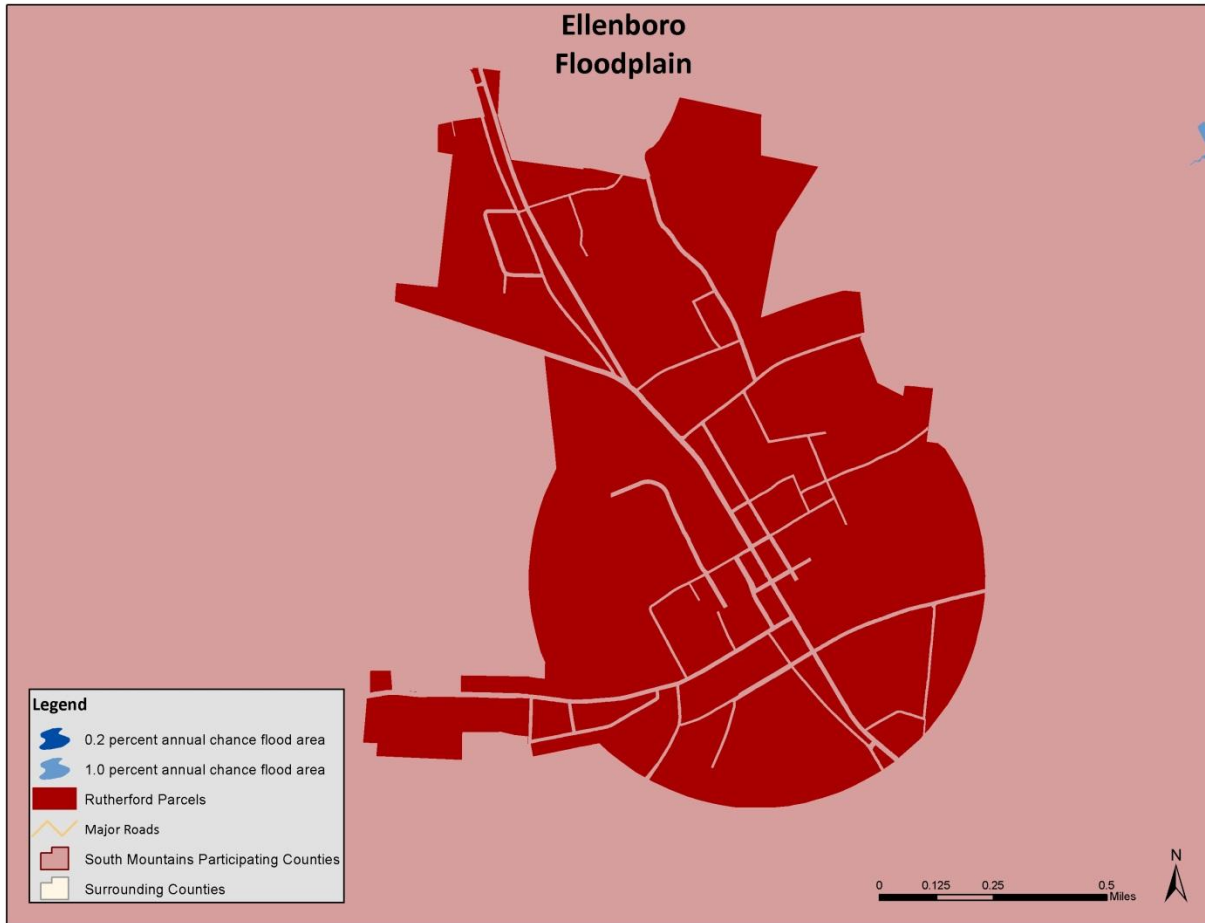 Ellenboro
Floodplain
Legend
0.2 percent annual chance flood area
1.0 percent annual chance flood area
Rutherford Parcels
Major Roads
South Mountains Participating Counties
Surrounding Counties
N
0 0.125 0.25 0.5
Miles